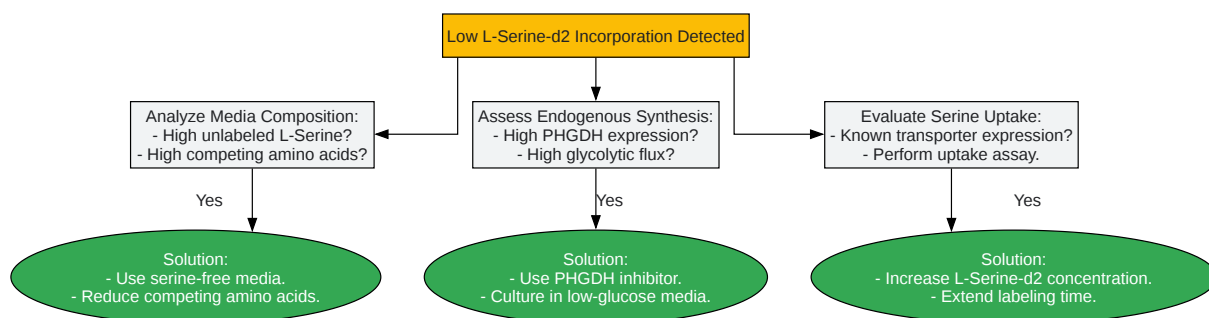 Low L-Serine-d2 Incorporation Detected
Analyze Media Composition:
- High unlabeled L-Serine?
- High competing amino acids?
Assess Endogenous Synthesis:
- High PHGDH expression?
- High glycolytic flux?
Evaluate Serine Uptake:
- Known transporter expression?
- Perform uptake assay.
Yes
Yes
Yes
Solution:
- Use serine-free media.
- Reduce competing amino acids.
Solution:
- Use PHGDH inhibitor.
- Culture in low-glucose media.
Solution:
- Increase L-Serine-d2 concentration.
- Extend labeling time.